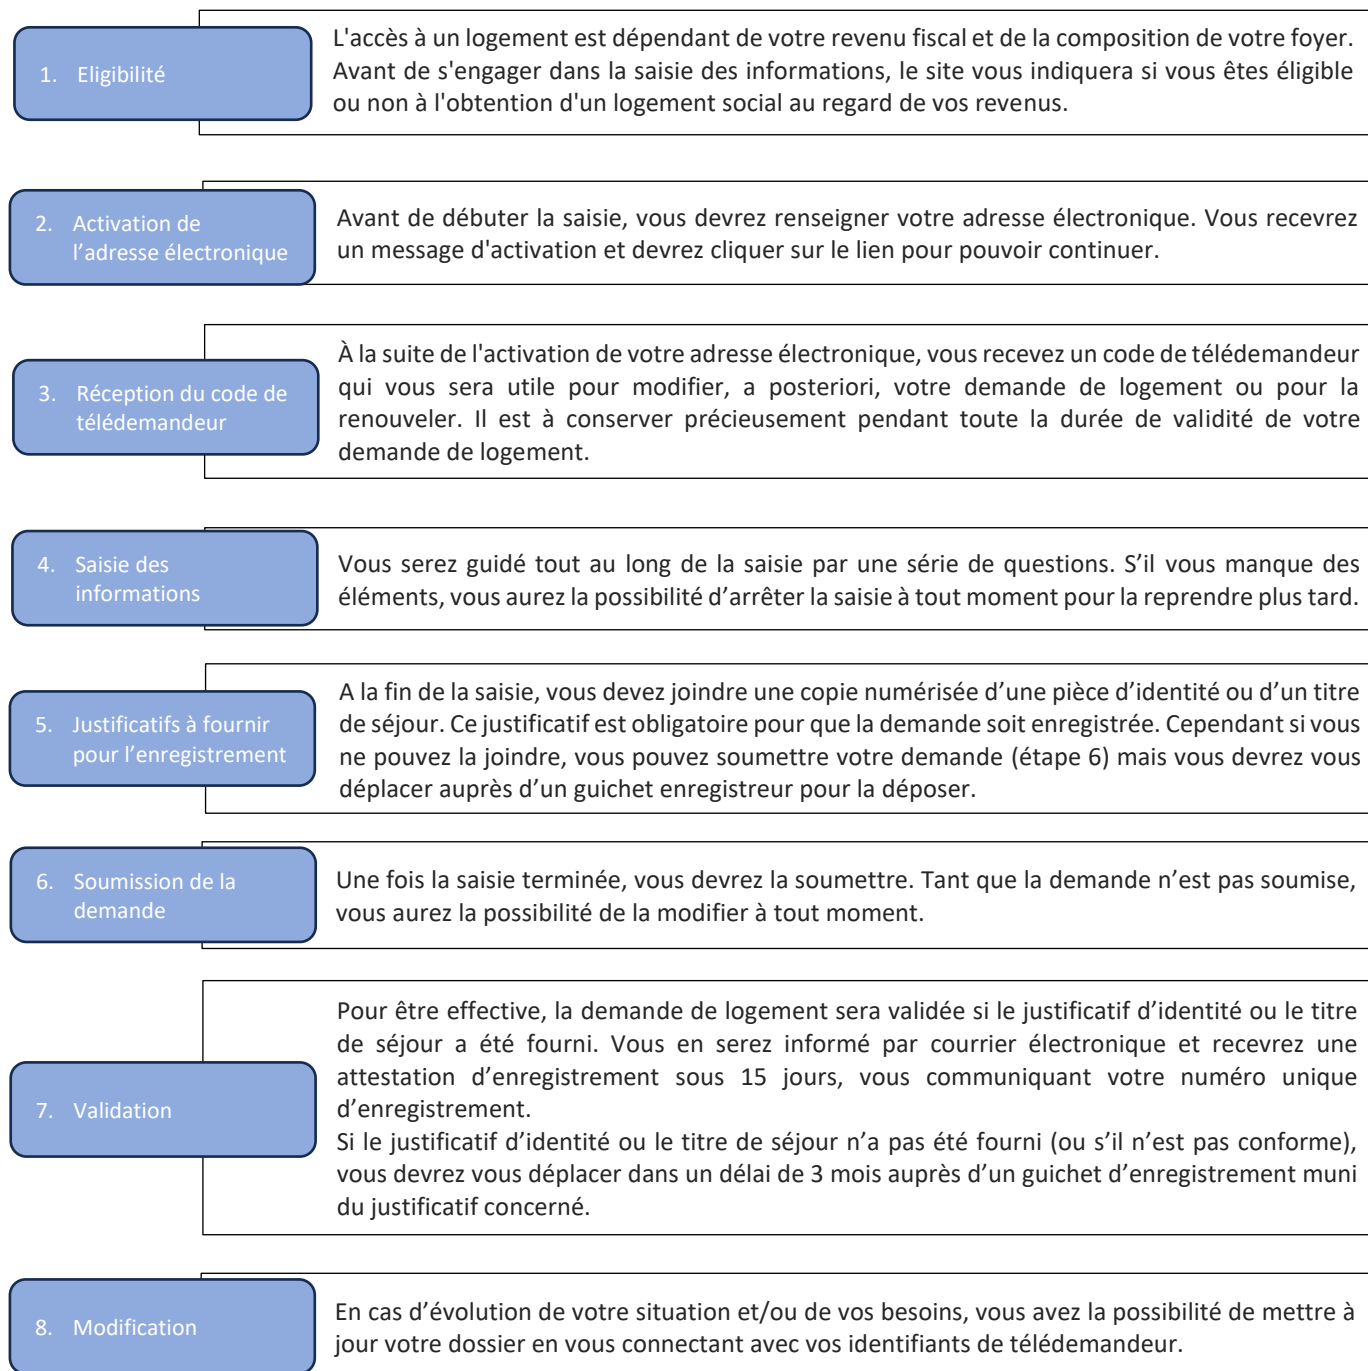 1. Eligibilité
L'accès à un logement est dépendant de votre revenu fiscal et de la composition de votre foyer.
Avant de s'engager dans la saisie des informations, le site vous indiquera si vous êtes éligible
ou non à l'obtention d'un logement social au regard de vos revenus.
2. Activation de
l’adresse électronique
Avant de débuter la saisie, vous devrez renseigner votre adresse électronique. Vous recevrez
un message d'activation et devrez cliquer sur le lien pour pouvoir continuer.
3. Réception du code de
télédemandeur
À la suite de l'activation de votre adresse électronique, vous recevez un code de télédemandeur
qui vous sera utile pour modifier, a posteriori, votre demande de logement ou pour la
renouveler. Il est à conserver précieusement pendant toute la durée de validité de votre
demande de logement.
4. Saisie des
informations
Vous serez guidé tout au long de la saisie par une série de questions. S’il vous manque des
éléments, vous aurez la possibilité d’arrêter la saisie à tout moment pour la reprendre plus tard.
5. Justificatifs à fournir
pour l’enregistrement
A la fin de la saisie, vous devez joindre une copie numérisée d’une pièce d’identité ou d’un titre
de séjour. Ce justificatif est obligatoire pour que la demande soit enregistrée. Cependant si vous
ne pouvez la joindre, vous pouvez soumettre votre demande (étape 6) mais vous devrez vous
déplacer auprès d’un guichet enregistreur pour la déposer.
6. Soumission de la
demande
Une fois la saisie terminée, vous devrez la soumettre. Tant que la demande n’est pas soumise,
vous aurez la possibilité de la modifier à tout moment.
7. Validation
Pour être effective, la demande de logement sera validée si le justificatif d’identité ou le titre
de séjour a été fourni. Vous en serez informé par courrier électronique et recevrez une
attestation d’enregistrement sous 15 jours, vous communiquant votre numéro unique
d’enregistrement.
Si le justificatif d’identité ou le titre de séjour n’a pas été fourni (ou s’il n’est pas conforme),
vous devrez vous déplacer dans un délai de 3 mois auprès d’un guichet d’enregistrement muni
du justificatif concerné.
8. Modification
En cas d’évolution de votre situation et/ou de vos besoins, vous avez la possibilité de mettre à
jour votre dossier en vous connectant avec vos identifiants de télédemandeur.